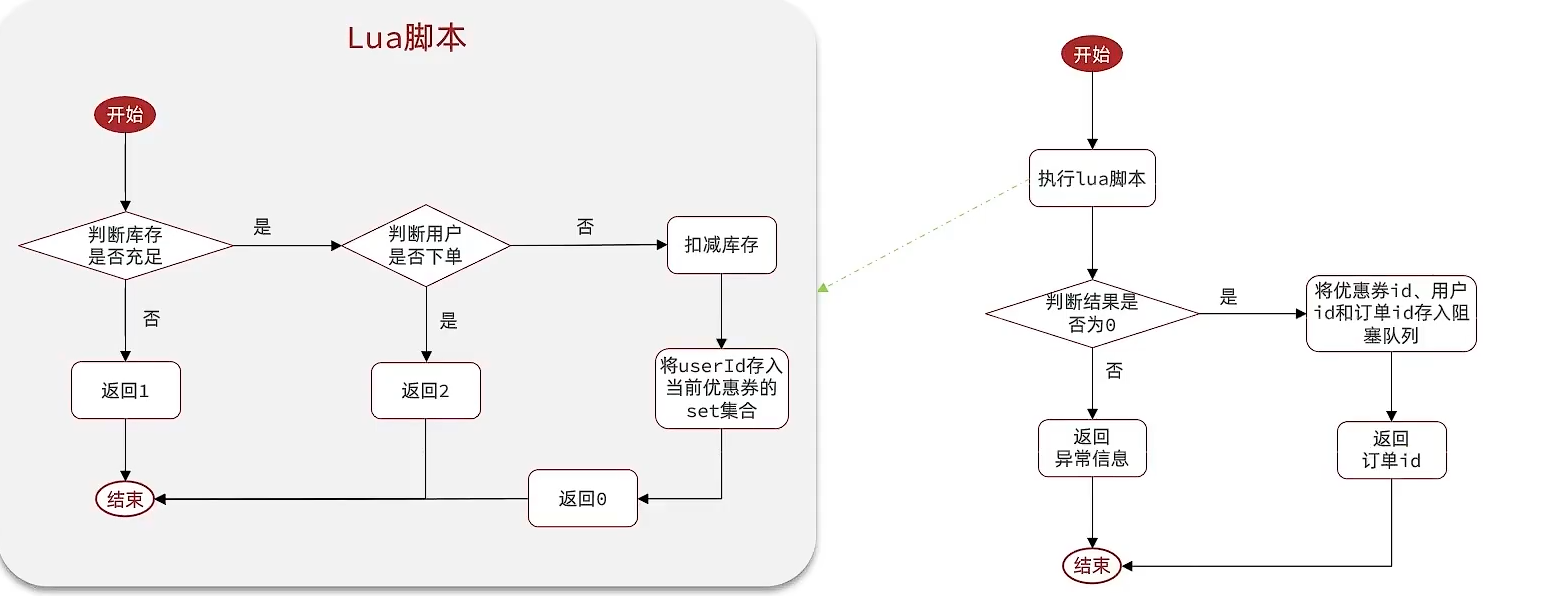 Lua脚本
开始
判断库存
是否充足
是
判断用户
是否下单
否
扣减库存
否
是
返回1
返回2
将userId存入
当前优惠券的
set集合
结束
返回0
开始
执行lua脚本
判断结果是
否为0
是
将优惠券id、用户
id和订单id存入阻
塞队列
否
返回
异常信息
返回
订单id
结束